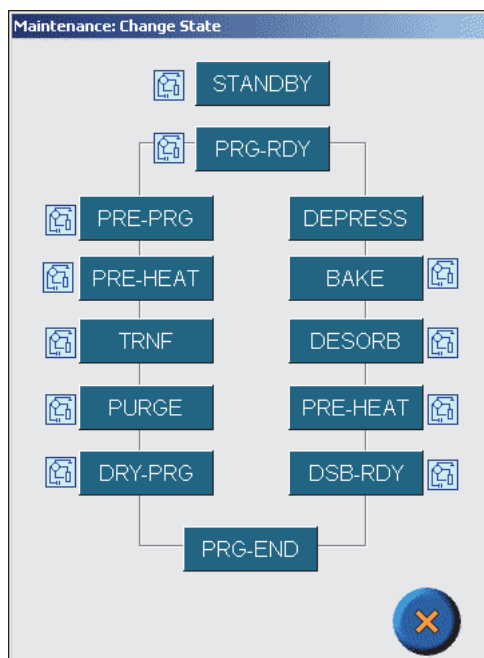 Maintenance: Change State
STANDBY
PRG-RDY
PRE-PRG
DEPRESS
PRE-HEAT
BAKE
TRNF
DESORB
PURGE
PRE-HEAT
DRY-PRG
DSB-RDY
PRG-END